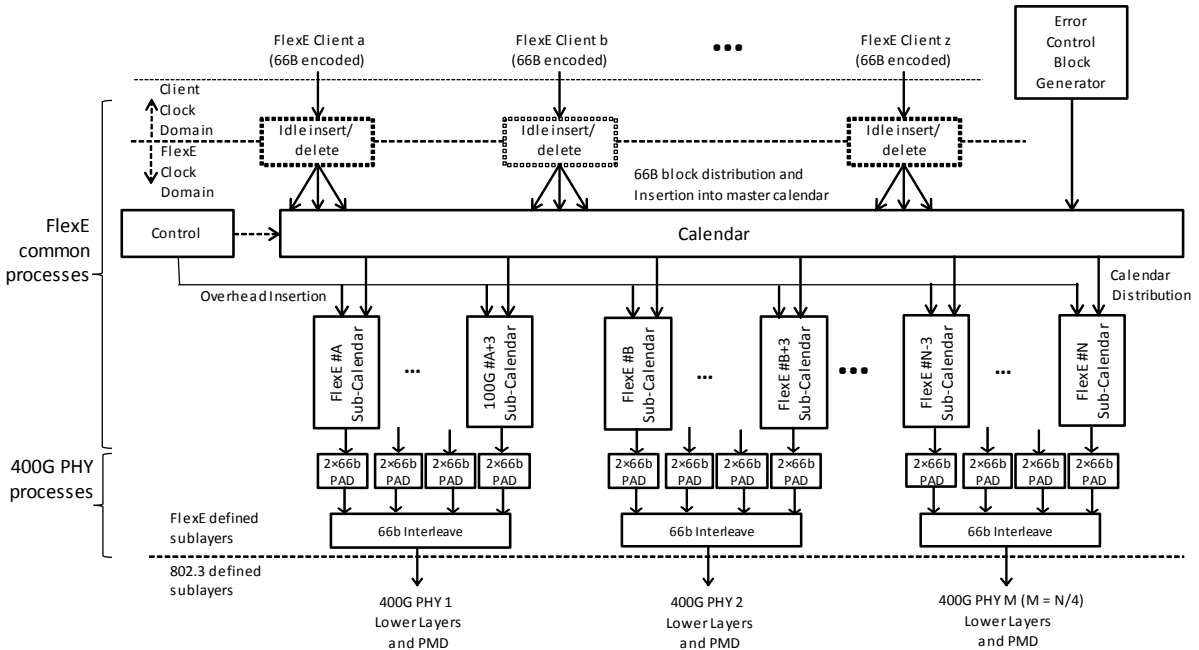 FlexE Client a
(66B encoded)
FlexE Client b
(66B encoded)
•••
FlexE Client z
(66B encoded)
Error
Control
Block
Generator
Client
Clock
Domain
FlexE
Clock
Domain
Idle insert/
delete
Idle insert/
delete
Idle insert/
delete
66B block distribution and
Insertion into master calendar
FlexE
common
processes
Control
Calendar
Overhead Insertion
Calendar
Distribution
FlexE #A
Sub-Calendar
...
100G #A+3
Sub-Calendar
FlexE #B
Sub-Calendar
...
FlexE #B+3
Sub-Calendar
•••
FlexE #N-3
Sub-Calendar
...
FlexE #N
Sub-Calendar
400G PHY
processes
2×66b
PAD
2×66b
PAD
2×66b
PAD
2×66b
PAD
2×66b
PAD
2×66b
PAD
2×66b
PAD
2×66b
PAD
2×66b
PAD
2×66b
PAD
2×66b
PAD
2×66b
PAD
FlexE defined
sublayers
66b Interleave
66b Interleave
66b Interleave
802.3 defined
sublayers
400G PHY 1
Lower Layers
and PMD
400G PHY 2
Lower Layers
and PMD
400G PHY M (M = N/4)
Lower Layers
and PMD